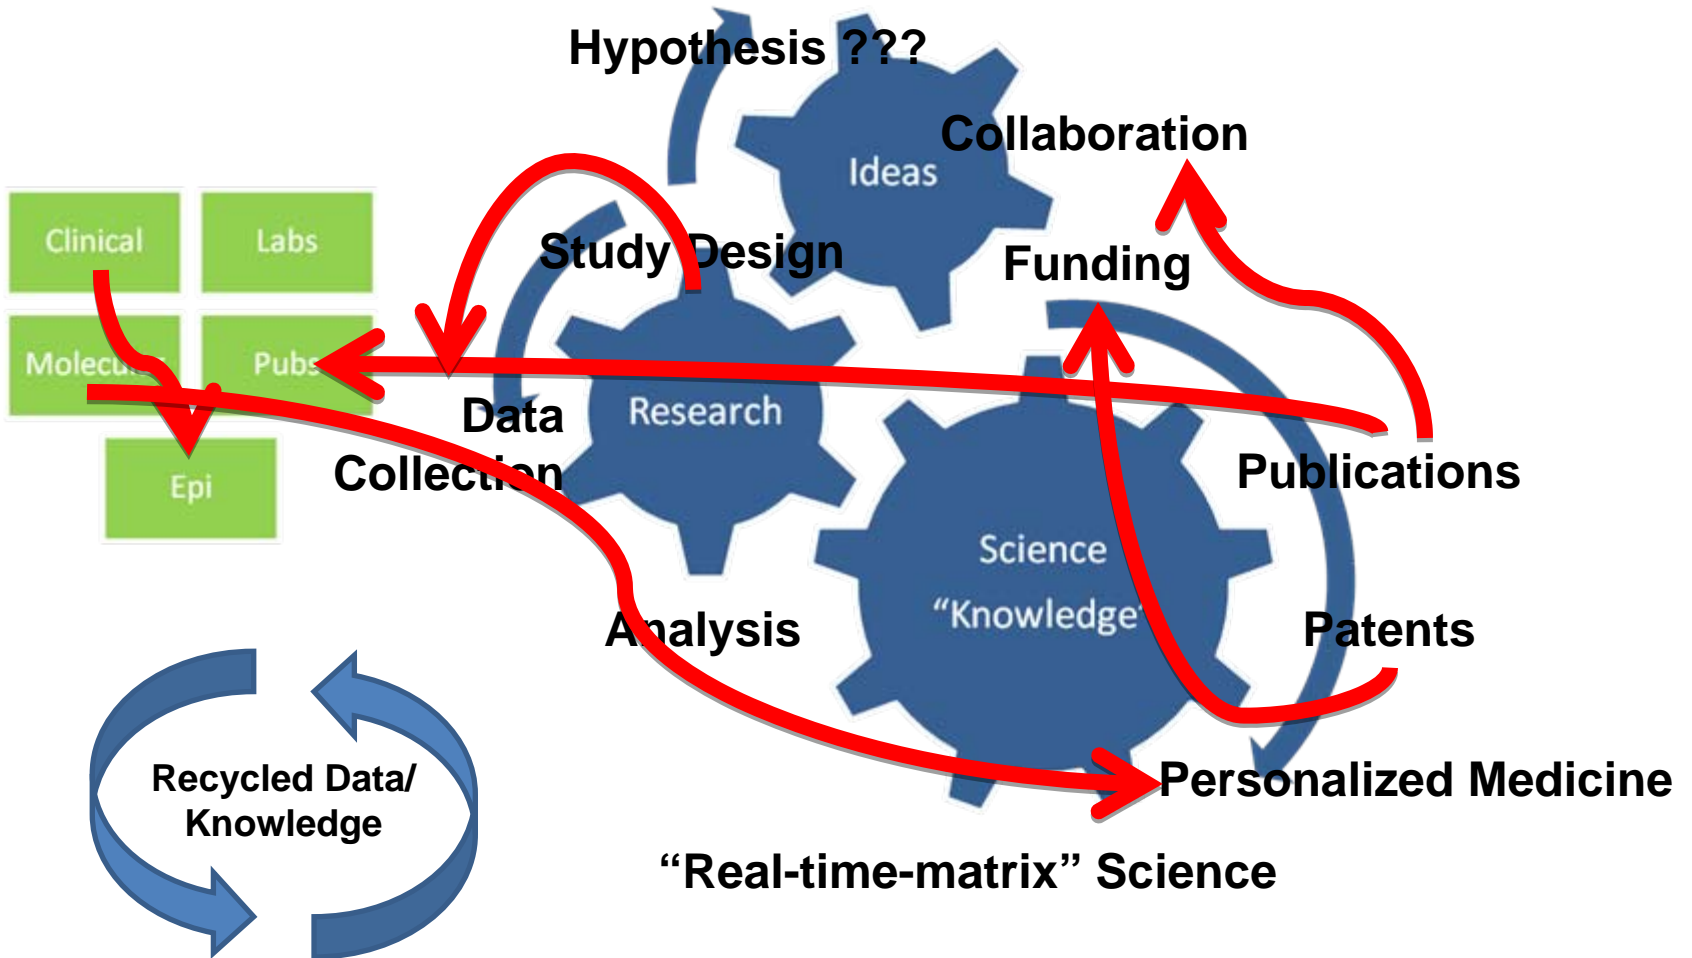 Hypothesis ???
Collaboration
Ideas
Clinical
Labs
Study Design
Funding
Pubs
Data
Collection
Research
Publications
Epi
Science
“Knowledge”
Analysis
Patents
Recycled Data/
Knowledge
Personalized Medicine
“Real-time-matrix” Science